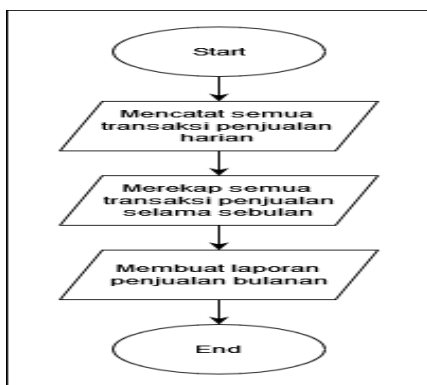 Start
Mencatat semua
transaksi penjualan
harian
Merekap semua
transaksi penjualan
selama sebulan
Membuat laporan
penjualan bulanan
End